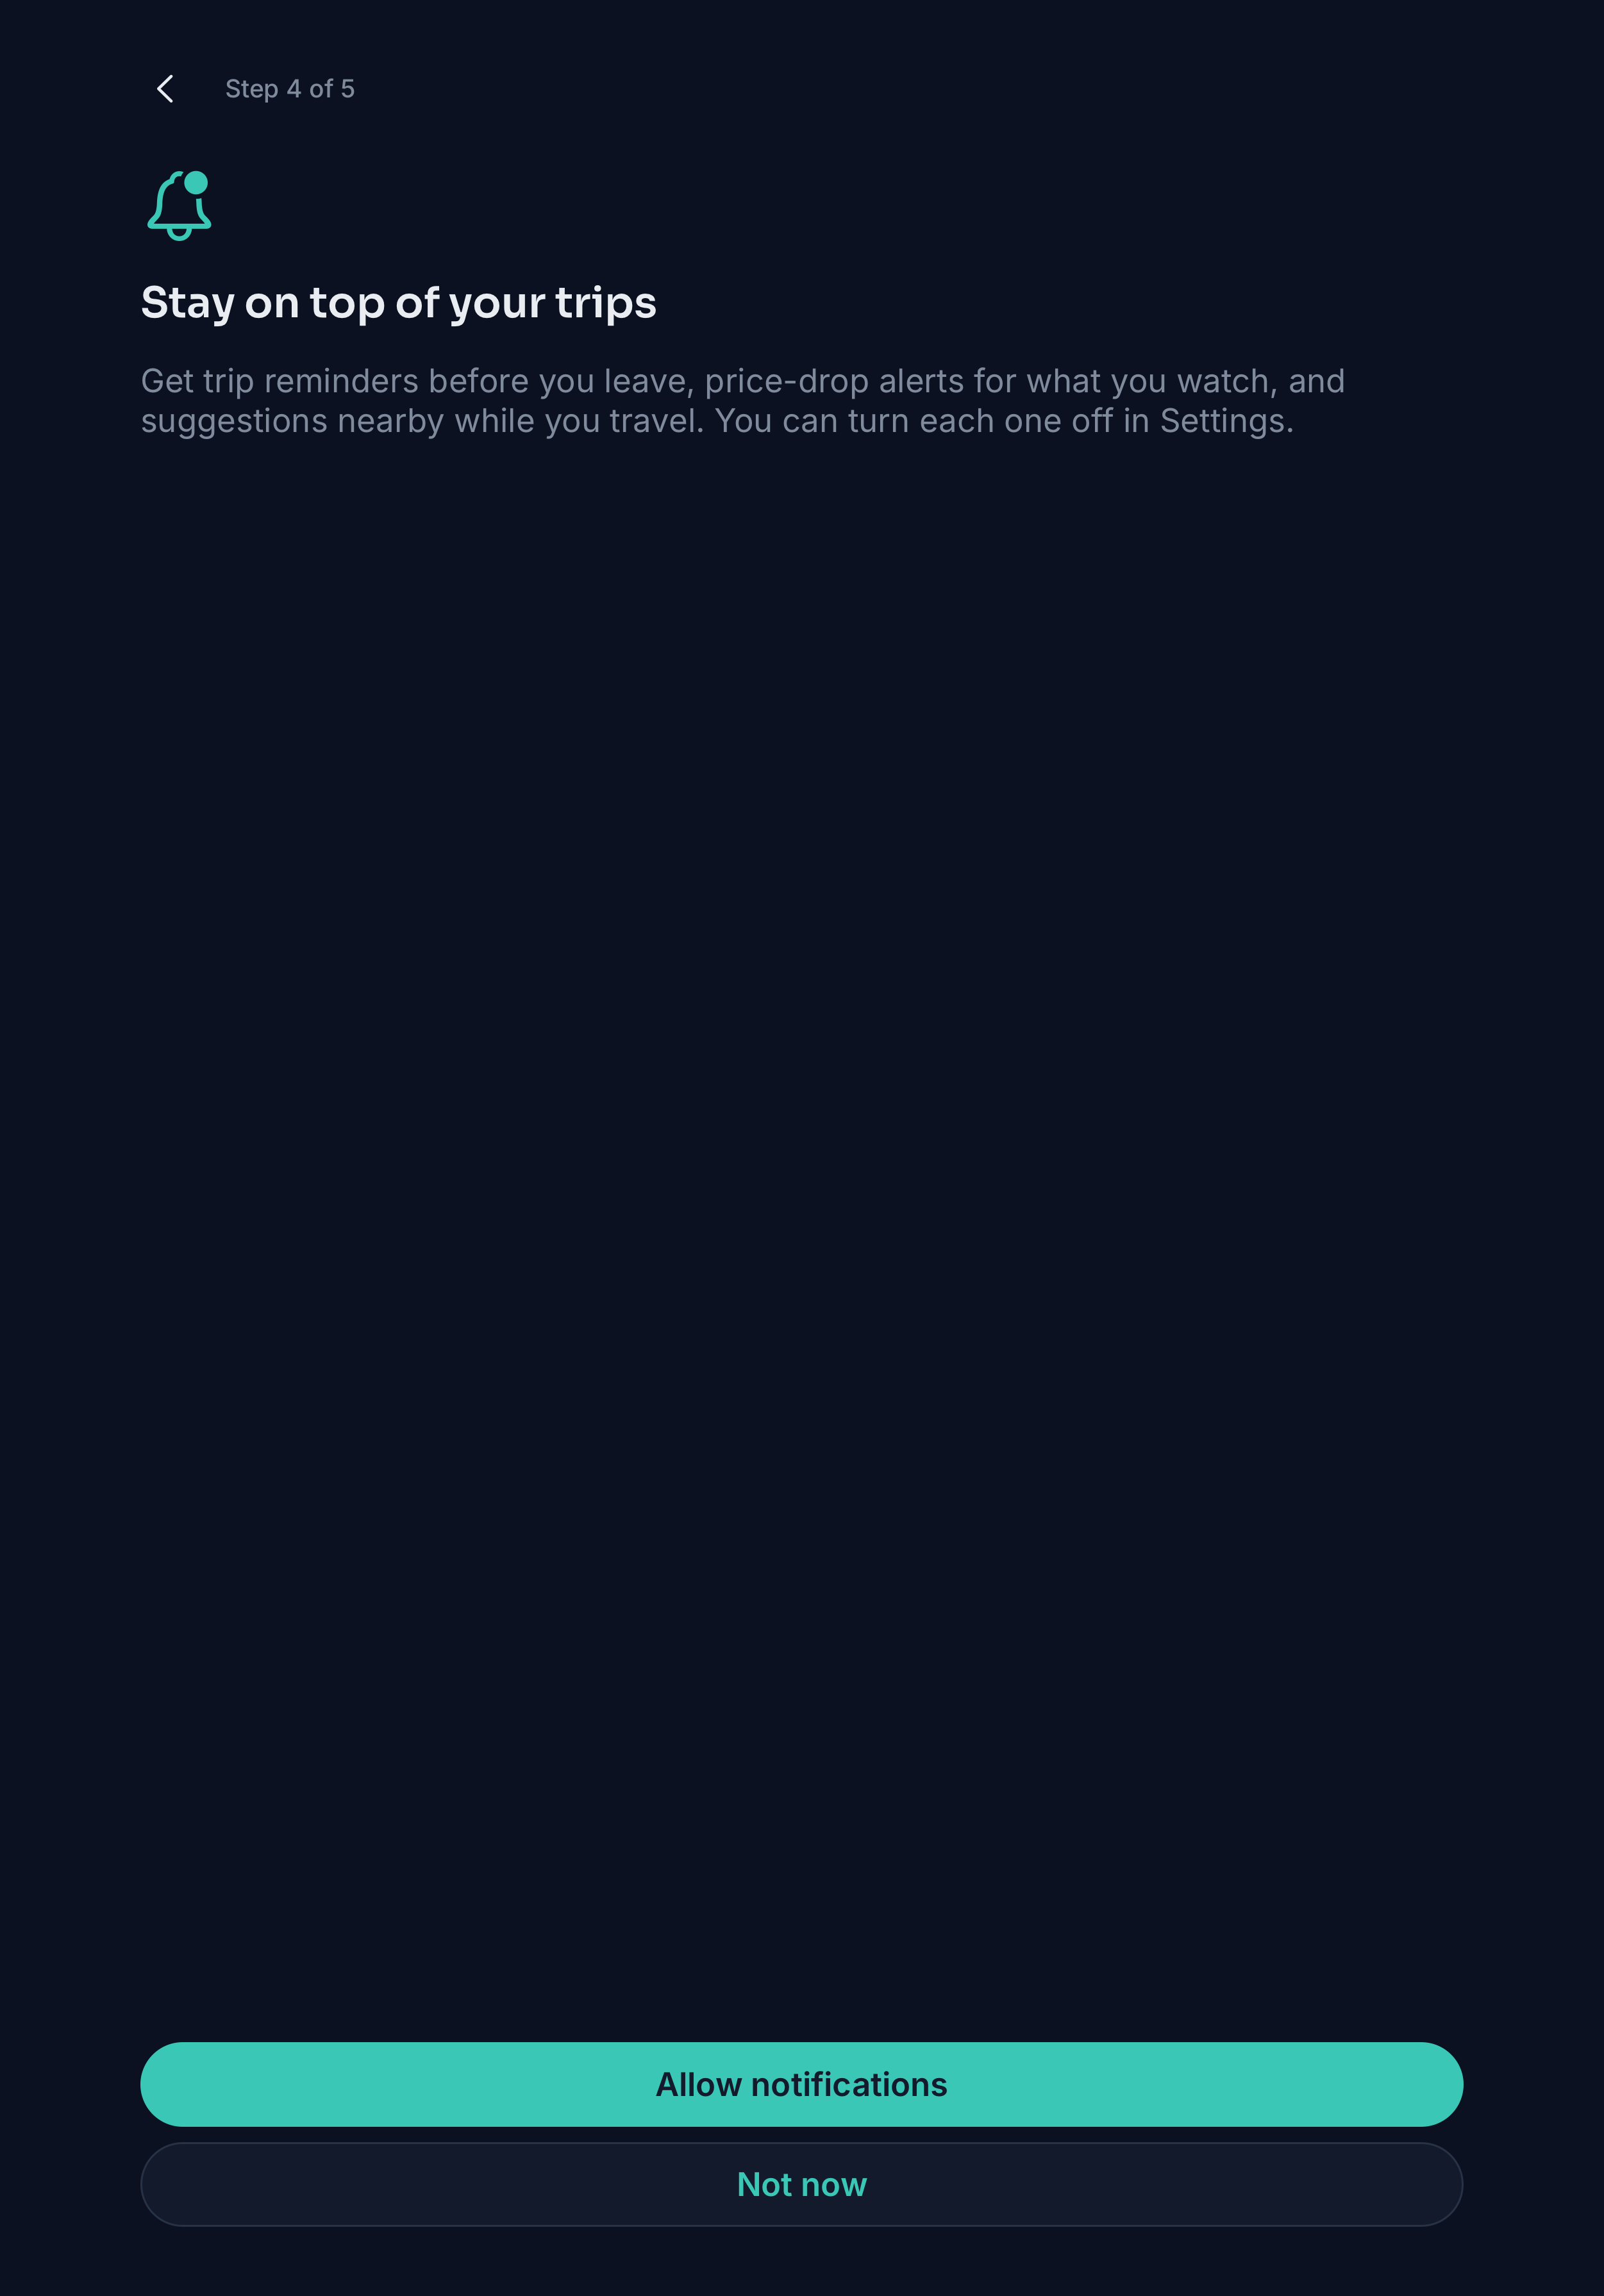 Step 4 of 5
Stay on top of your trips
Get trip reminders before you leave, price-drop alerts for what you watch, and
suggestions nearby while you travel. You can turn each one off in Settings.
Allow notifications
Not now